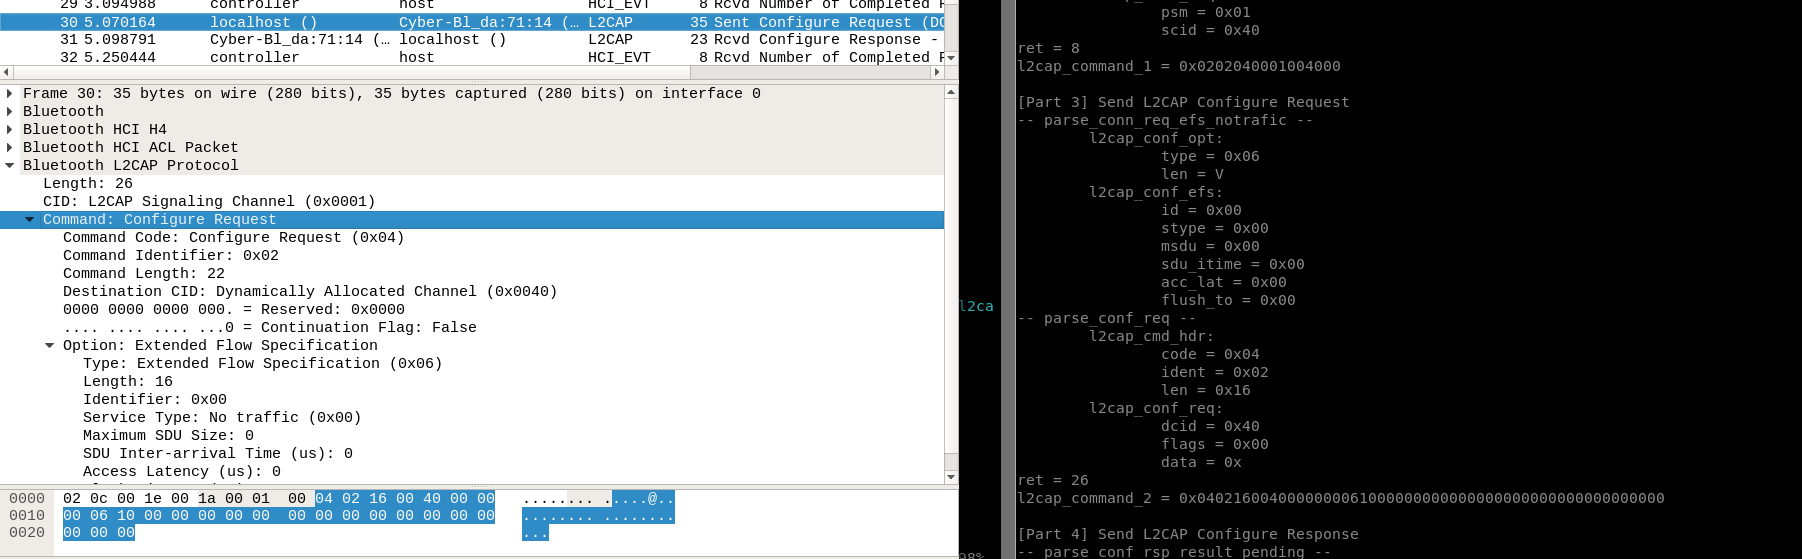 29 3.094988 controller host HCI_EVT 8 Rcvd Number of Completed
30 5.070164 localhost () Cyber-Bl_da:71:14 (… L2CAP 35 Sent Configure Request (DC
31 5.098791 Cyber-Bl_da:71:14 (… localhost () L2CAP 23 Rcvd Configure Response -
32 5.250444 controller host HCI_EVT 8 Rcvd Number of Completed
Frame 30: 35 bytes on wire (280 bits), 35 bytes captured (280 bits) on interface 0
Bluetooth
Bluetooth HCI H4
Bluetooth HCI ACL Packet
Bluetooth L2CAP Protocol
Length: 26
CID: L2CAP Signaling Channel (0x0001)
Command: Configure Request
Command Code: Configure Request (0x04)
Command Identifier: 0x02
Command Length: 22
Destination CID: Dynamically Allocated Channel (0x0040)
0000 0000 0000 000. = Reserved: 0x0000
.... .... .... ...0 = Continuation Flag: False
Option: Extended Flow Specification
Type: Extended Flow Specification (0x06)
Length: 16
Identifier: 0x00
Service Type: No traffic (0x00)
Maximum SDU Size: 0
SDU Inter-arrival Time (us): 0
Access Latency (us): 0
0000 02 0c 00 1e 00 1a 00 01 00 04 02 16 00 40 00 00 ........ .....@..
0010 00 06 10 00 00 00 00 00 00 00 00 00 00 00 00 00 ........ ........
0020 00 00 00 ...
l2ca
98%
psm = 0x01
scid = 0x40
ret = 8
l2cap_command_1 = 0x0202040001004000
[Part 3] Send L2CAP Configure Request
-- parse_conn_req_efs_notrafic --
l2cap_conf_opt:
type = 0x06
len = V
l2cap_conf_efs:
id = 0x00
stype = 0x00
msdu = 0x00
sdu_itime = 0x00
acc_lat = 0x00
flush_to = 0x00
-- parse_conf_req --
l2cap_cmd_hdr:
code = 0x04
ident = 0x02
len = 0x16
l2cap_conf_req:
dcid = 0x40
flags = 0x00
data = 0x
ret = 26
l2cap_command_2 = 0x0402160040000000061000000000000000000000000000000000
[Part 4] Send L2CAP Configure Response
-- parse_conf_rsp_result_pending --